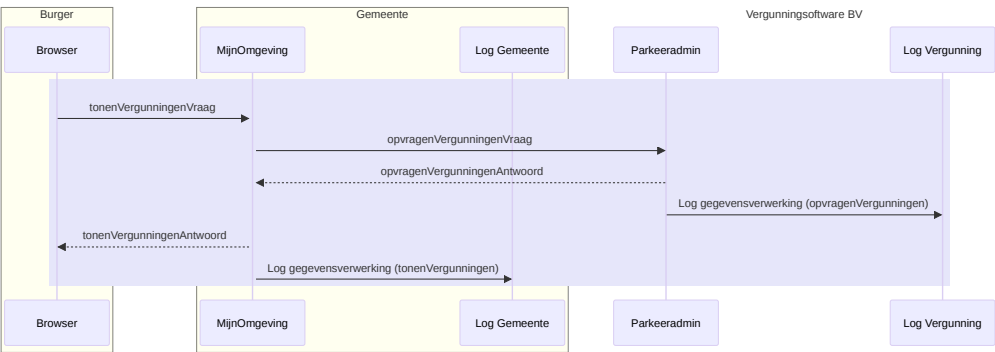 Burger
Gemeente
Vergunningsoftware BV
Browser
MijnOmgeving
Log Gemeente
Parkeeradmin
Log Vergunning
tonenVergunningenVraag
opvragenVergunningenVraag
opvragenVergunningenAntwoord
Log gegevensverwerking (opvragenVergunningen)
tonenVergunningenAntwoord
Log gegevensverwerking (tonenVergunningen)
Browser
MijnOmgeving
Log Gemeente
Parkeeradmin
Log Vergunning